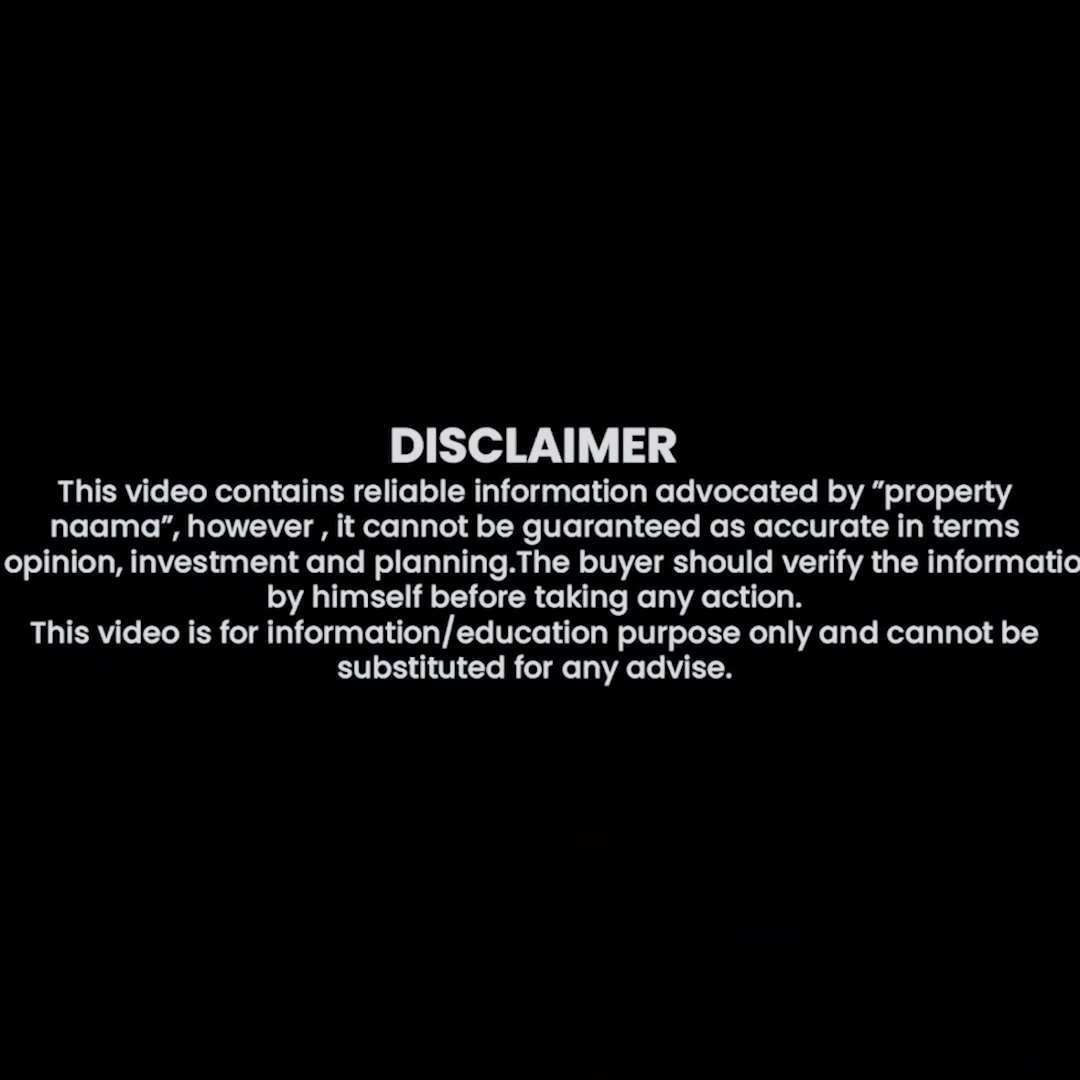 DISCLAIMER
This video contains reliable information advocated by ”property
naama”, however , it cannot be guaranteed as accurate in terms
opinion, investment and planning.The buyer should verify the informatio
by himself before taking any action.
This video is for information/education purpose only and cannot be
substituted for any advise.